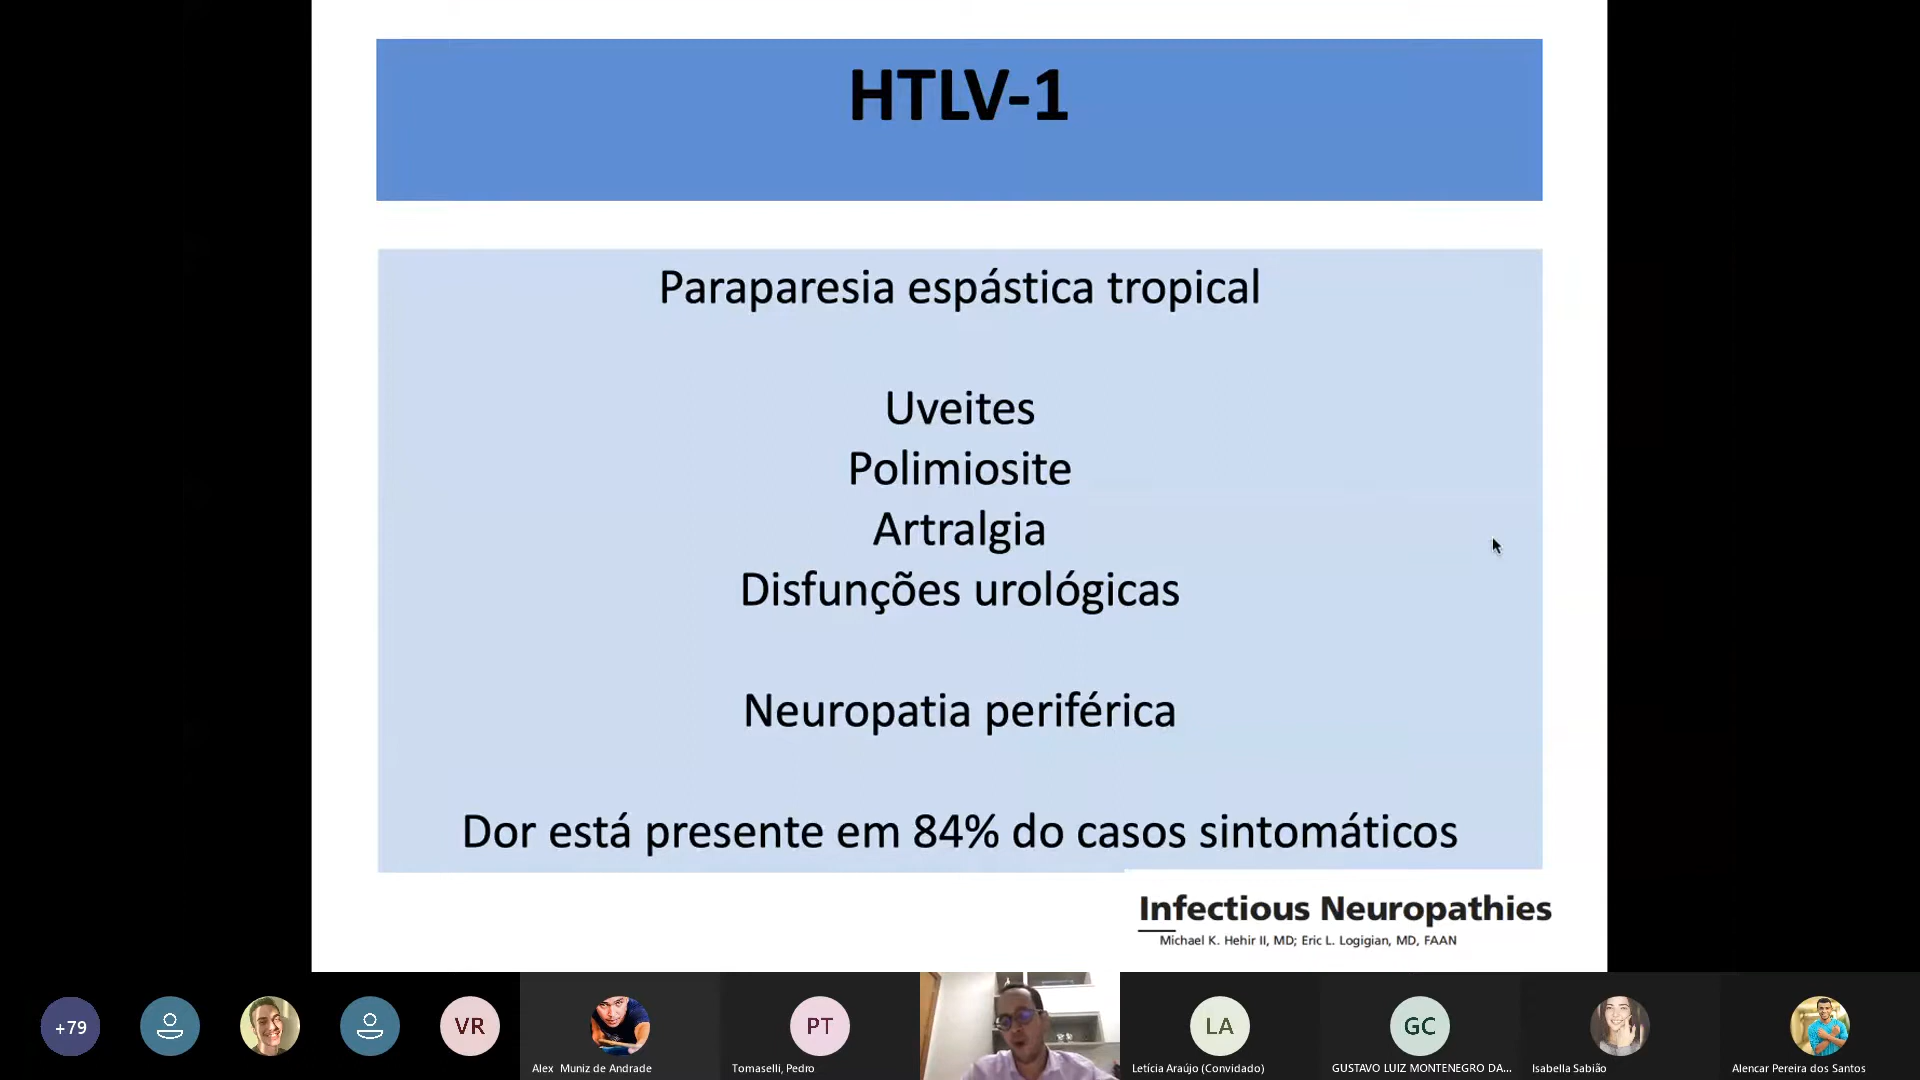 HTLV-1
Paraparesia espástica tropical
Uveites
Polimiosite
Artralgia
Disfunções urológicas
Neuropatia periférica
Dor está presente em 84% do casos sintomáticos
Infectious Neuropathies
Michael K. Hehir II, MD; Eric L. Logigian, MD, FAAN
+79
VR
Alex Muniz de Andrade
PT
Tomaselli, Pedro
LA
Letícia Araújo (Convidado)
GC
GUSTAVO LUIZ MONTENEGRO DA...
Isabella Sabião
Alencar Pereira dos Santos